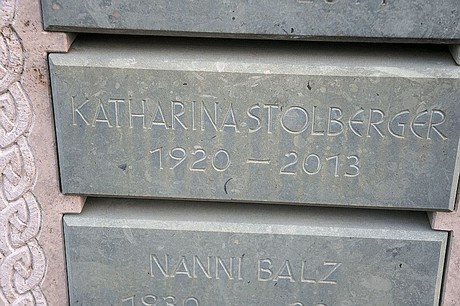 KATHARINA·STOLBERGER
1920 – 2013
NANNI BALZ